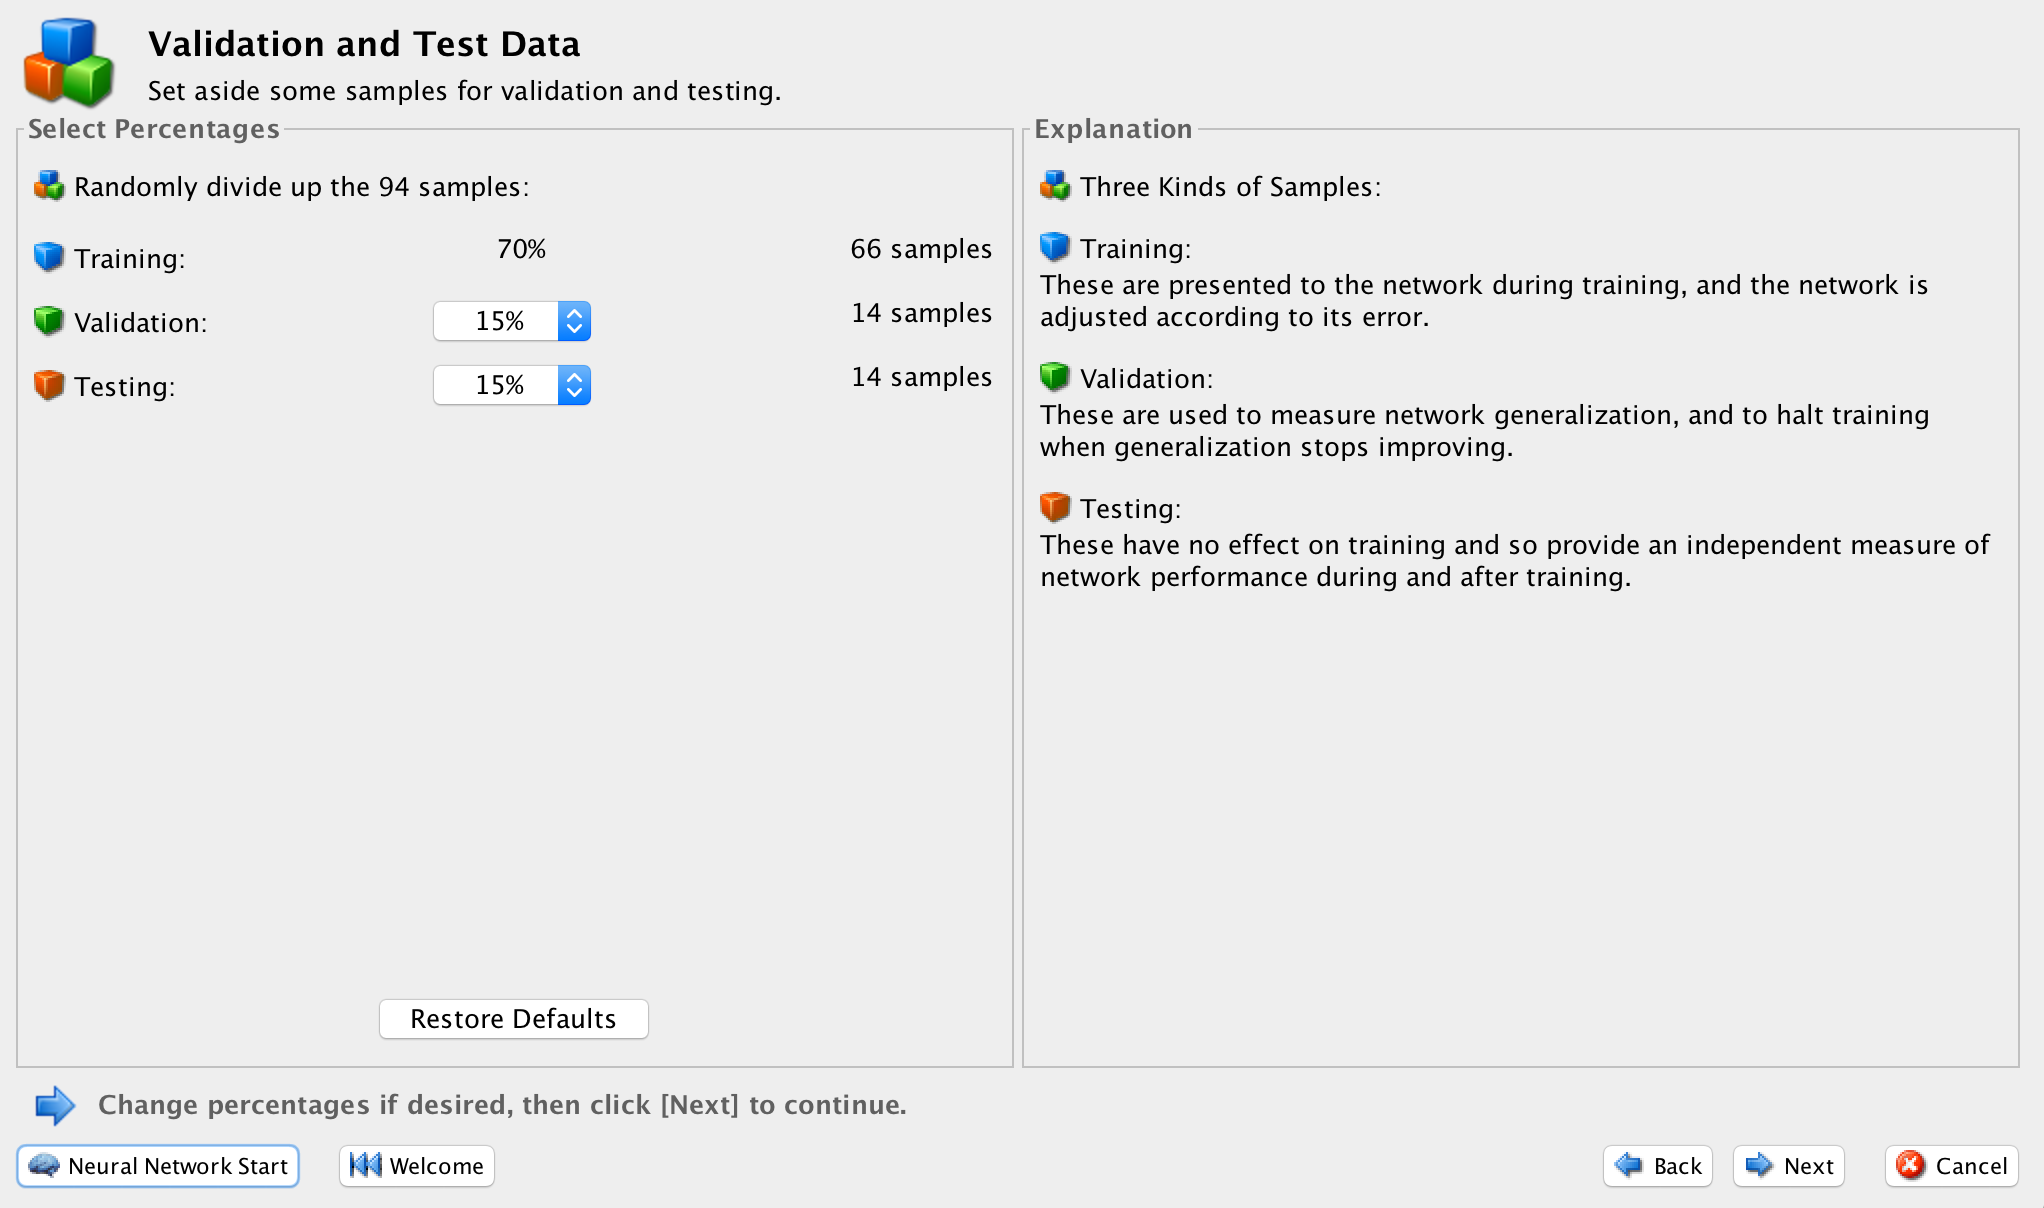 Validation and Test Data
Set aside some samples for validation and testing.
Select Percentages
Randomly divide up the 94 samples:
Training: 70% 66 samples
Validation: 15% 14 samples
Testing: 15% 14 samples
Restore Defaults
Explanation
Three Kinds of Samples:
Training:
These are presented to the network during training, and the network is
adjusted according to its error.
Validation:
These are used to measure network generalization, and to halt training
when generalization stops improving.
Testing:
These have no effect on training and so provide an independent measure of
network performance during and after training.
Change percentages if desired, then click [Next] to continue.
Neural Network Start Welcome Back Next Cancel